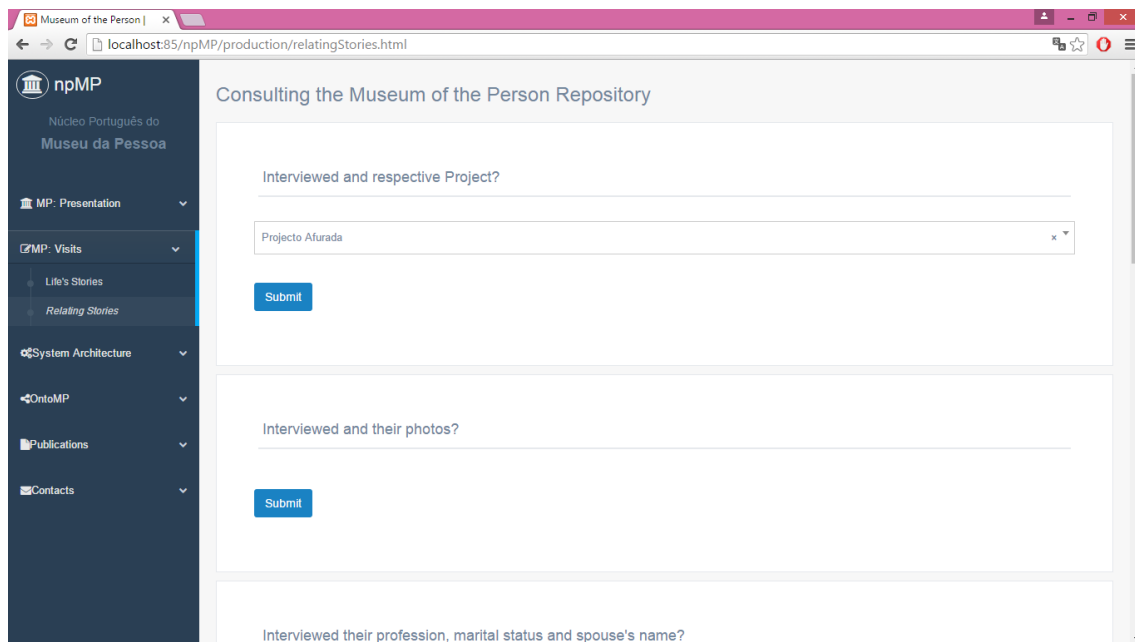 Museum of the Person |
localhost:85/npMP/production/relatingStories.html
npMP
Núcleo Português do
Museu da Pessoa
MP: Presentation
MP: Visits
Life's Stories
Relating Stories
System Architecture
OntoMP
Publications
Contacts
Consulting the Museum of the Person Repository
Interviewed and respective Project?
Projecto Afurada
Submit
Interviewed and their photos?
Submit
Interviewed their profession, marital status and spouse's name?